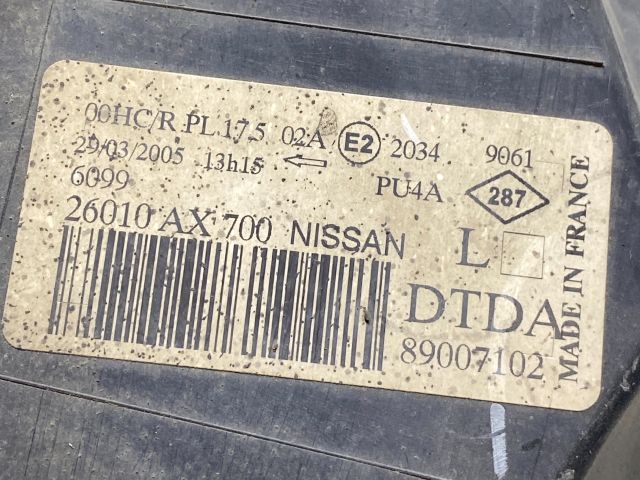 00HC/R PL 17.5 02A E2 2034 9061
29/03/2005 13h15
6099 PU4A 287
26010 AX 700 NISSAN L
DTDA
89007102
MADE IN FRANCE